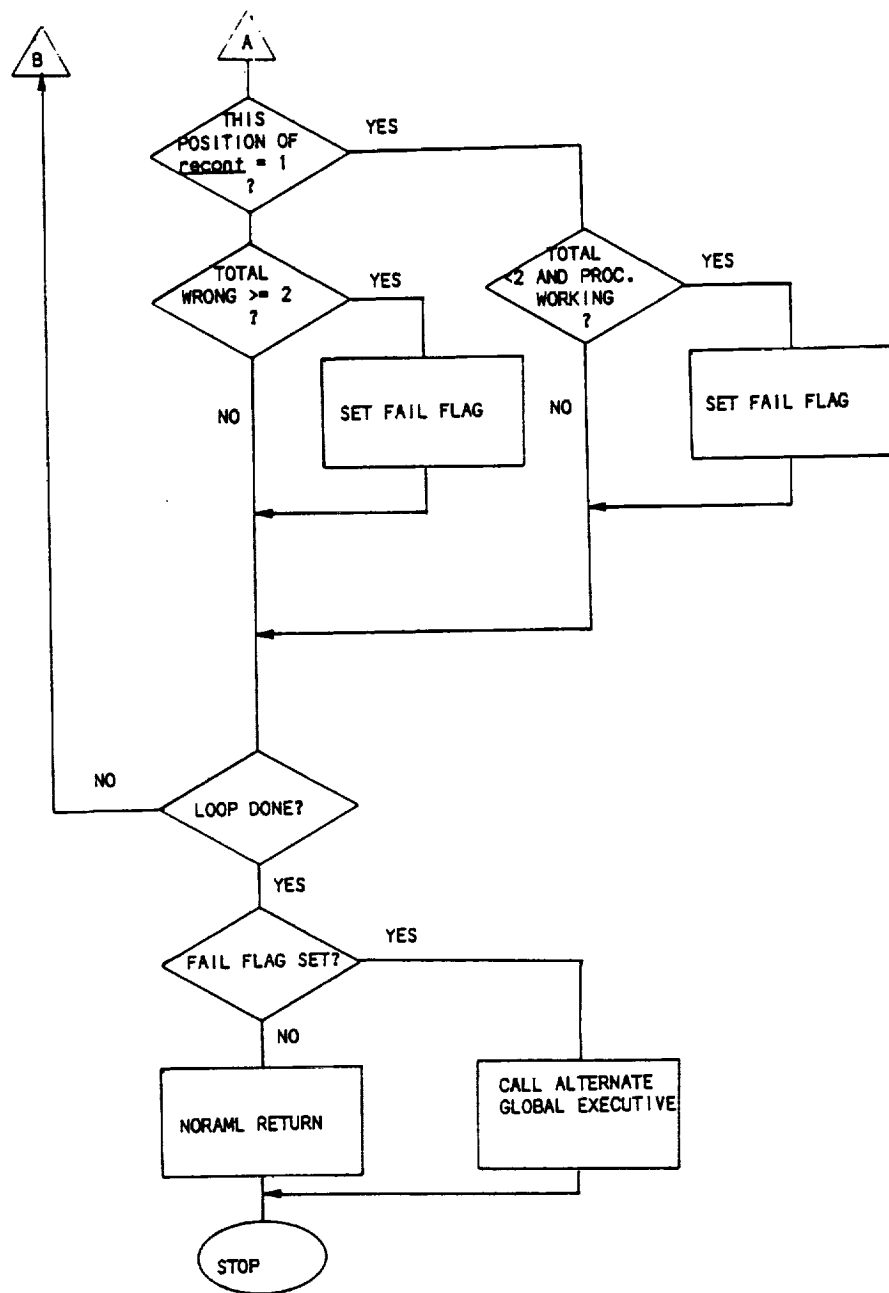 B
A
THIS
POSITION OF
recont = 1
?
YES
TOTAL
WRONG >= 2
?
YES
TOTAL
<2 AND PROC.
WORKING
?
YES
NO
SET FAIL FLAG
NO
SET FAIL FLAG
NO
LOOP DONE?
YES
FAIL FLAG SET?
YES
NO
NORAML RETURN
CALL ALTERNATE
GLOBAL EXECUTIVE
STOP